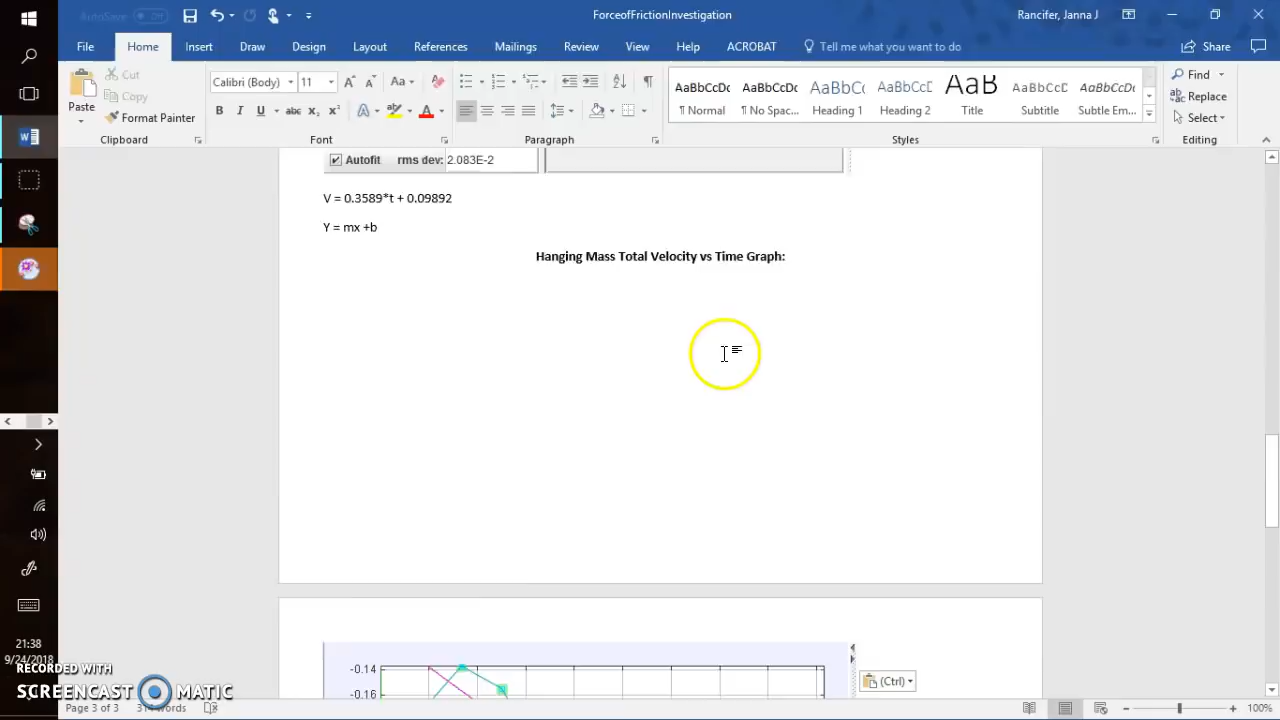 AutoSave
ForceofFrictionInvestigation
Rancifer, Janna J
File Home Insert Draw Design Layout References Mailings Review View Help ACROBAT Tell me what you want to do Share
Paste
Cut
Copy
Format Painter
Calibri (Body) 11
AaBbCcDc AaBbCcDc AaBbCc AaBbCcC AaB AaBbCcC AaBbCcDc
¶ Normal ¶ No Spac... Heading 1 Heading 2 Title Subtitle Subtle Em...
Find
Replace
Select
Clipboard Font Paragraph Styles Editing
Autofit rms dev: 2.083E-2
V = 0.3589*t + 0.09892
Y = mx +b
Hanging Mass Total Velocity vs Time Graph:
-0.14
-0.16
(Ctrl)
21:38
9/24/2018
RECORDED WITH
SCREENCAST MATIC
Page 3 of 3 words
100%